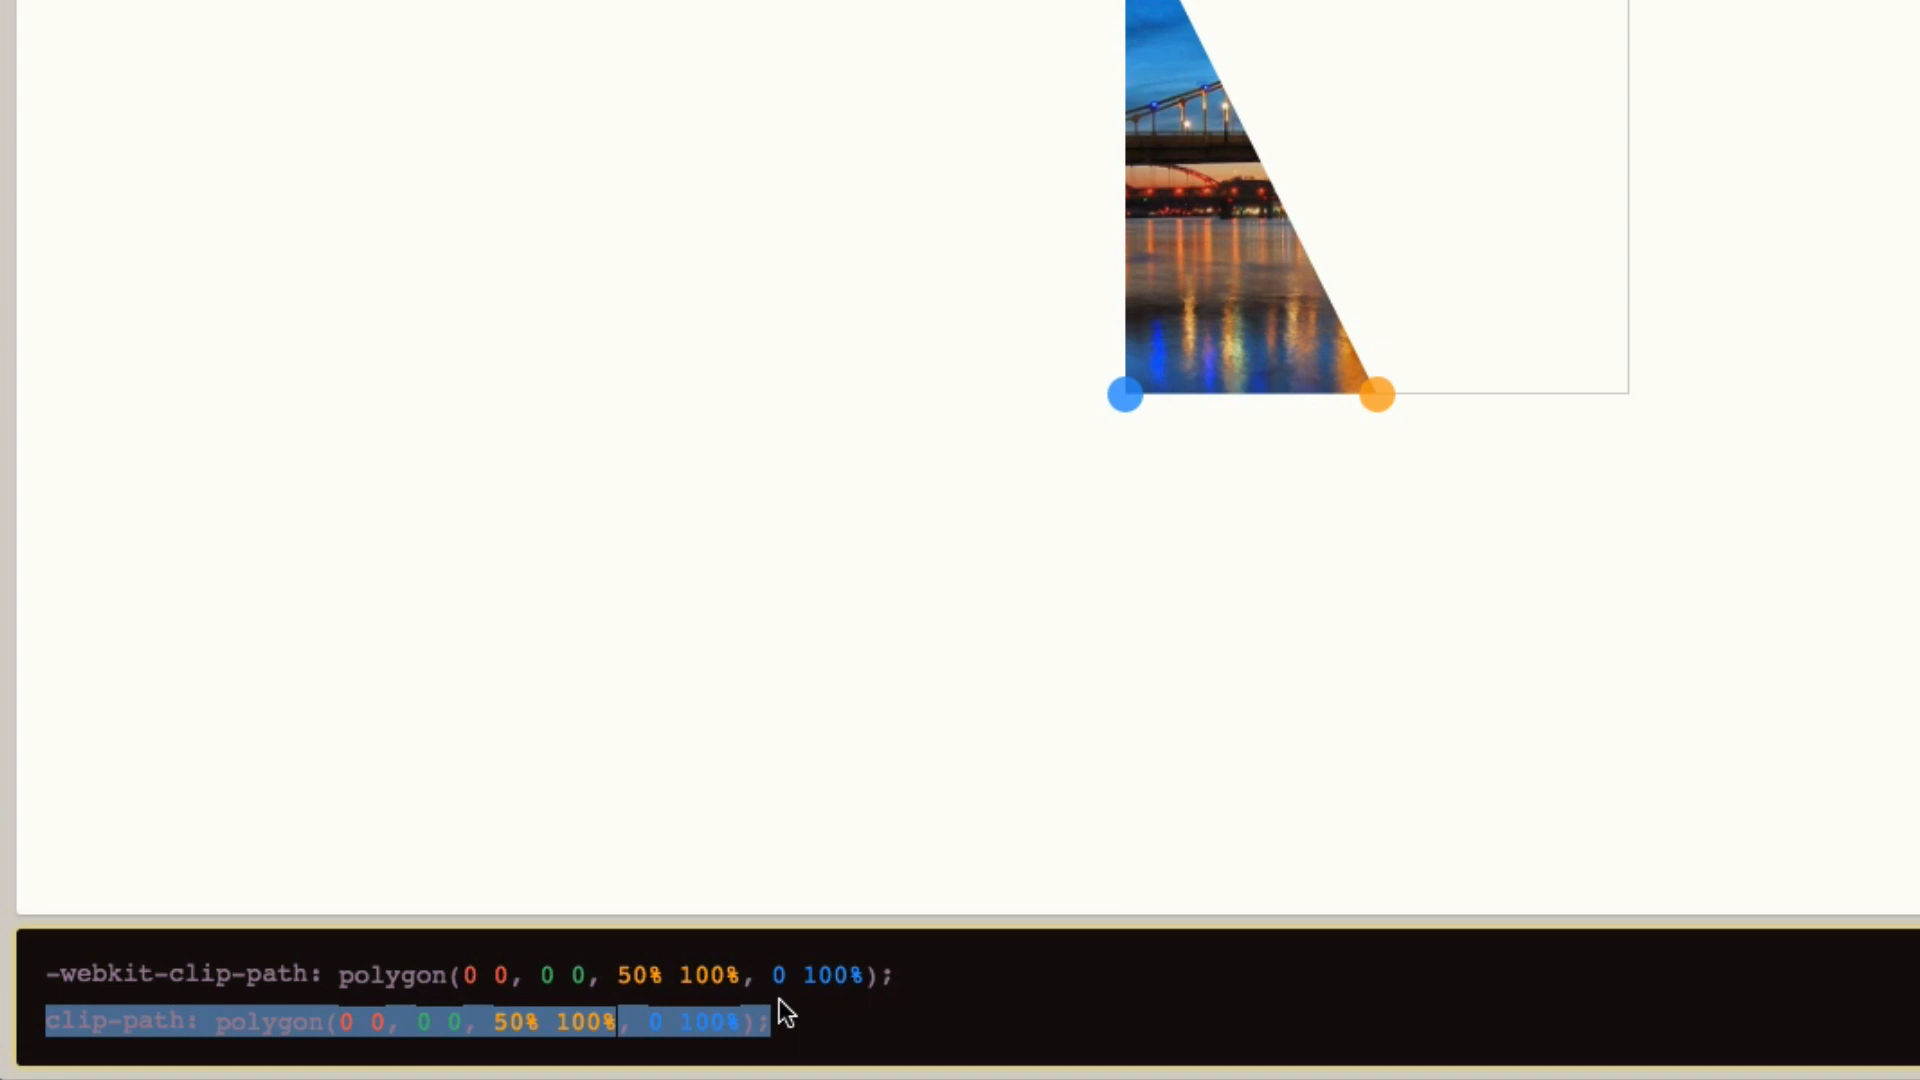 -webkit-clip-path: polygon(0 0, 0 0, 50% 100%, 0 100%);
clip-path: polygon(0 0, 0 0, 50% 100%, 0 100%);